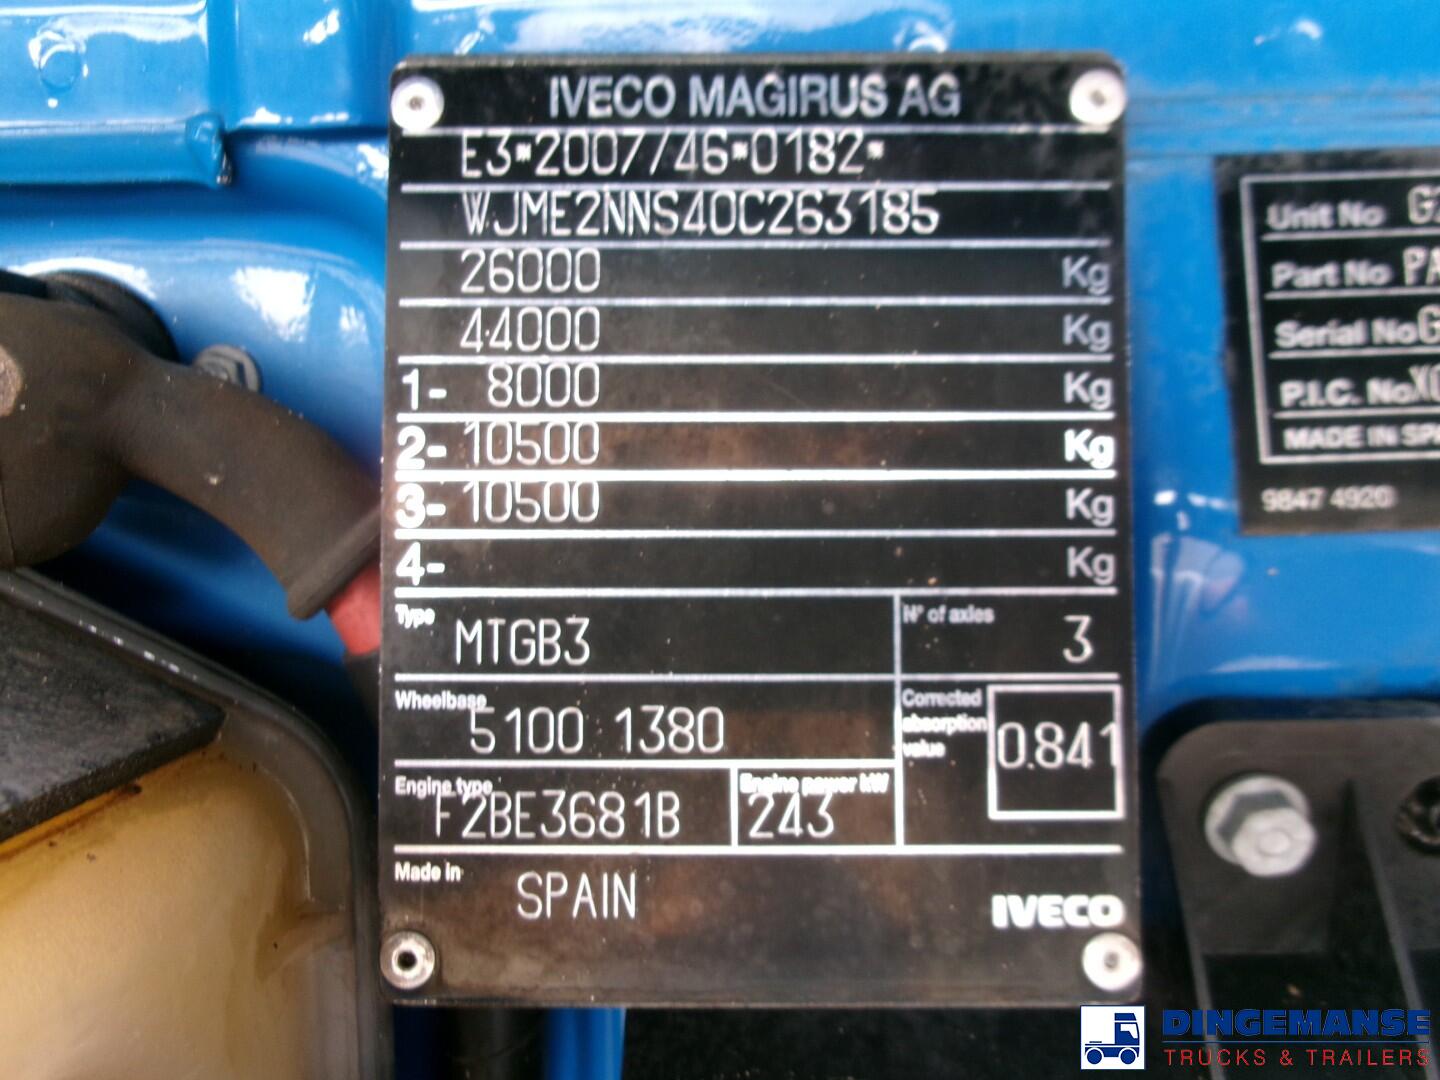 IVECO MAGIRUS AG
E3*2007/46*0182*
WJME2NNS40C263185
26000 Kg
44000 Kg
1- 8000 Kg
2- 10500 Kg
3- 10500 Kg
4- Kg
Type MTGB3
N° of axles 3
Wheelbase 5100 1380
Corrected absorption value 0.841
Engine type F2BE3681B
Engine power kW 243
Made in SPAIN
IVECO
Unit No
Part No PA
Serial No G
P.I.C. No
MADE IN SPA
9847 4926
DINGEMANSE
TRUCKS & TRAILERS